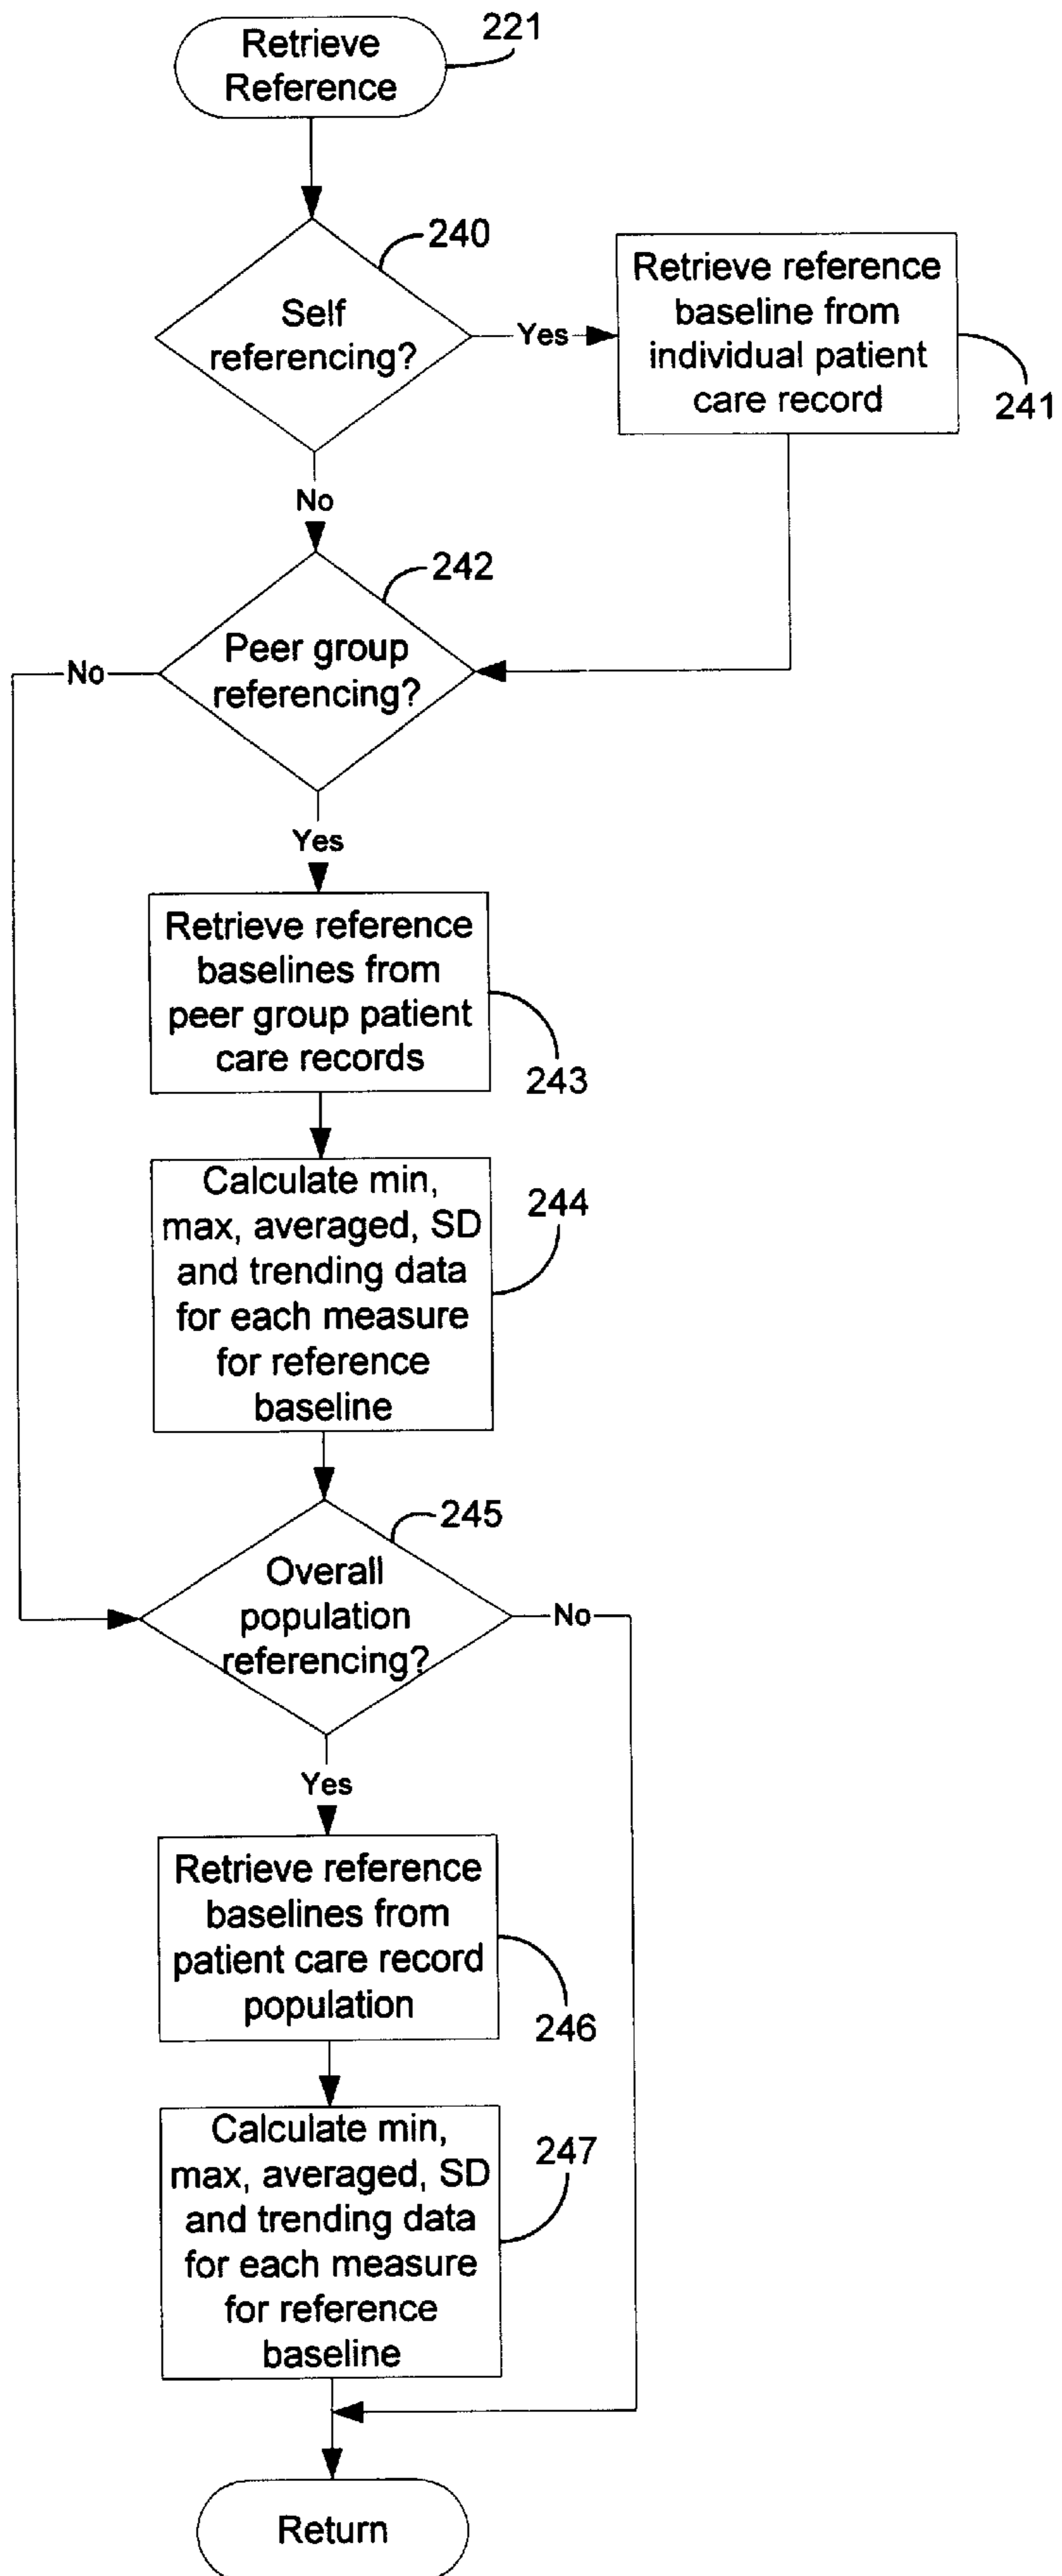 Retrieve
Reference
221
240
Self
referencing?
Yes
Retrieve reference
baseline from
individual patient
care record
241
No
242
Peer group
referencing?
No
Yes
Retrieve reference
baselines from
peer group patient
care records
243
Calculate min,
max, averaged, SD
and trending data
for each measure
for reference
baseline
244
245
Overall
population
referencing?
No
Yes
Retrieve reference
baselines from
patient care record
population
246
Calculate min,
max, averaged, SD
and trending data
for each measure
for reference
baseline
247
Return